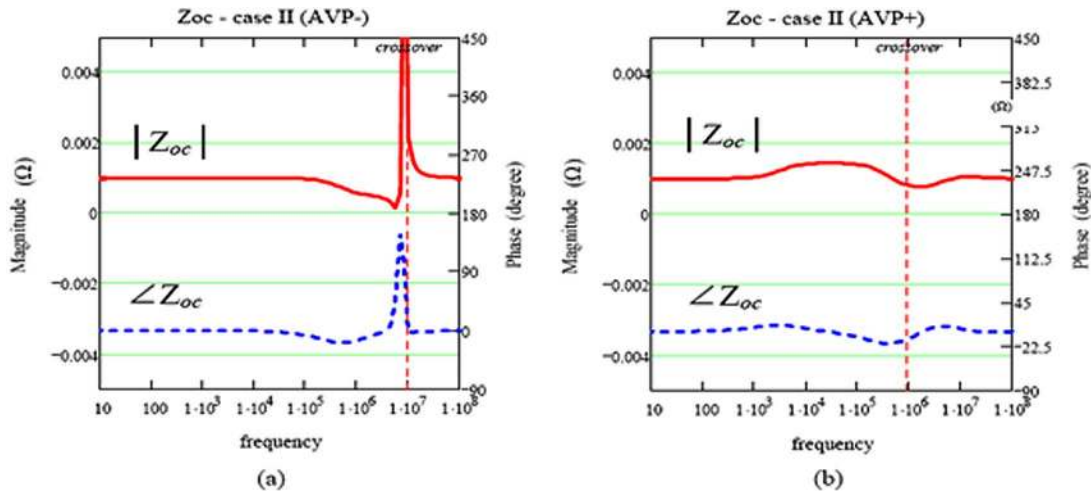 Zoc - case II (AVP-)
crossover
0.004
0.002
0
−0.002
−0.004
Magnitude (Ω)
| Zoc |
∠Zoc
450
360
270
180
90
0
-90
Phase (degree)
10 100 1·10³ 1·10⁴ 1·10⁵ 1·10⁶ 1·10⁷ 1·10⁸
frequency
(a)
Zoc - case II (AVP+)
crossover
0.004
0.002
0
−0.002
−0.004
Magnitude (Ω)
| Zoc |
∠Zoc
450
382.5
(Ω)
247.5
180
112.5
45
22.5
90
Phase (degree)
10 100 1·10³ 1·10⁴ 1·10⁵ 1·10⁶ 1·10⁷ 1·10⁸
frequency
(b)